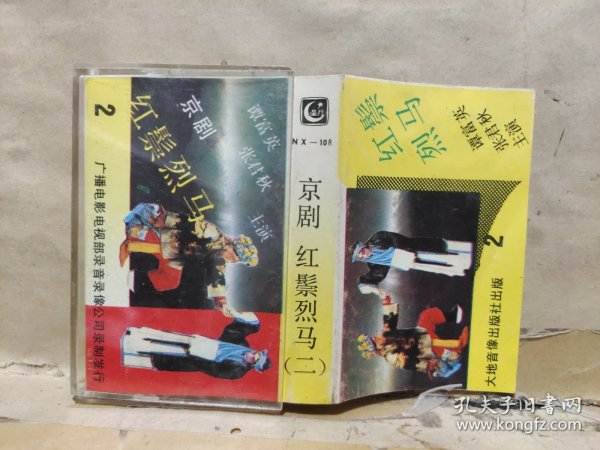 2
京剧
红鬃烈马
谭富英
张君秋
主演
广播电影电视部录音录像公司录制发行
NX-108
京剧 红鬃烈马(二)
红鬃
烈马
谭富英
张君秋
主演
2
大地音像出版社出版
孔夫子旧书网
www.kongfz.com